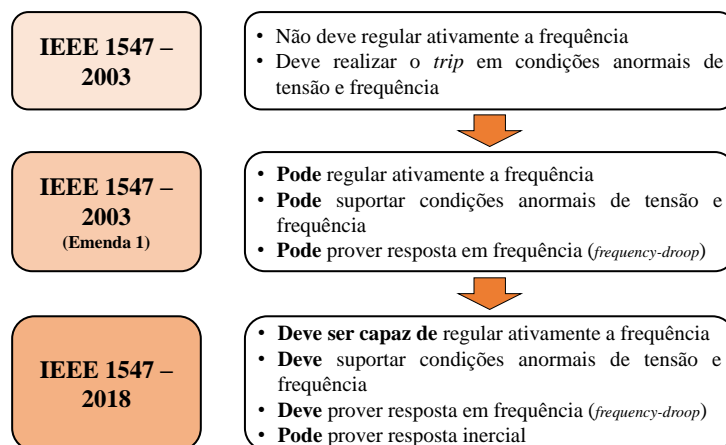 IEEE 1547 –
2003
• Não deve regular ativamente a frequência
• Deve realizar o trip em condições anormais de
tensão e frequência
IEEE 1547 –
2003
(Emenda 1)
• Pode regular ativamente a frequência
• Pode suportar condições anormais de tensão e
frequência
• Pode prover resposta em frequência (frequency-droop)
IEEE 1547 –
2018
• Deve ser capaz de regular ativamente a frequência
• Deve suportar condições anormais de tensão e
frequência
• Deve prover resposta em frequência (frequency-droop)
• Pode prover resposta inercial